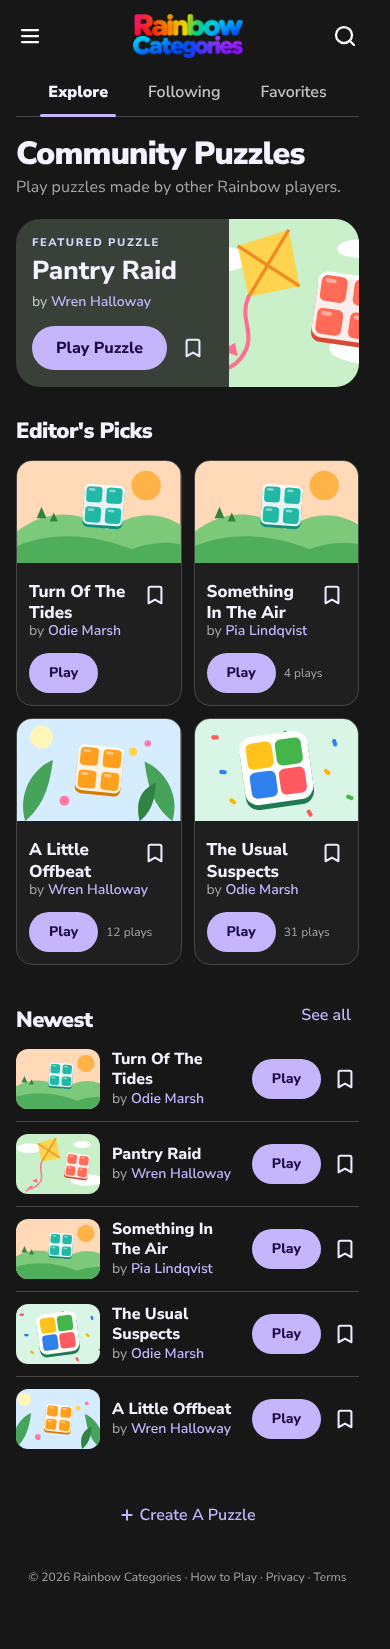 Rainbow
Categories
Explore
Following
Favorites
Community Puzzles
Play puzzles made by other Rainbow players.
FEATURED PUZZLE
Pantry Raid
by Wren Halloway
Play Puzzle
Editor's Picks
Turn Of The
Tides
by Odie Marsh
Play
Something
In The Air
by Pia Lindqvist
Play
4 plays
A Little
Offbeat
by Wren Halloway
Play
12 plays
The Usual
Suspects
by Odie Marsh
Play
31 plays
Newest
See all
Turn Of The
Tides
by Odie Marsh
Play
Pantry Raid
by Wren Halloway
Play
Something In
The Air
by Pia Lindqvist
Play
The Usual
Suspects
by Odie Marsh
Play
A Little Offbeat
by Wren Halloway
Play
+ Create A Puzzle
© 2026 Rainbow Categories · How to Play · Privacy · Terms